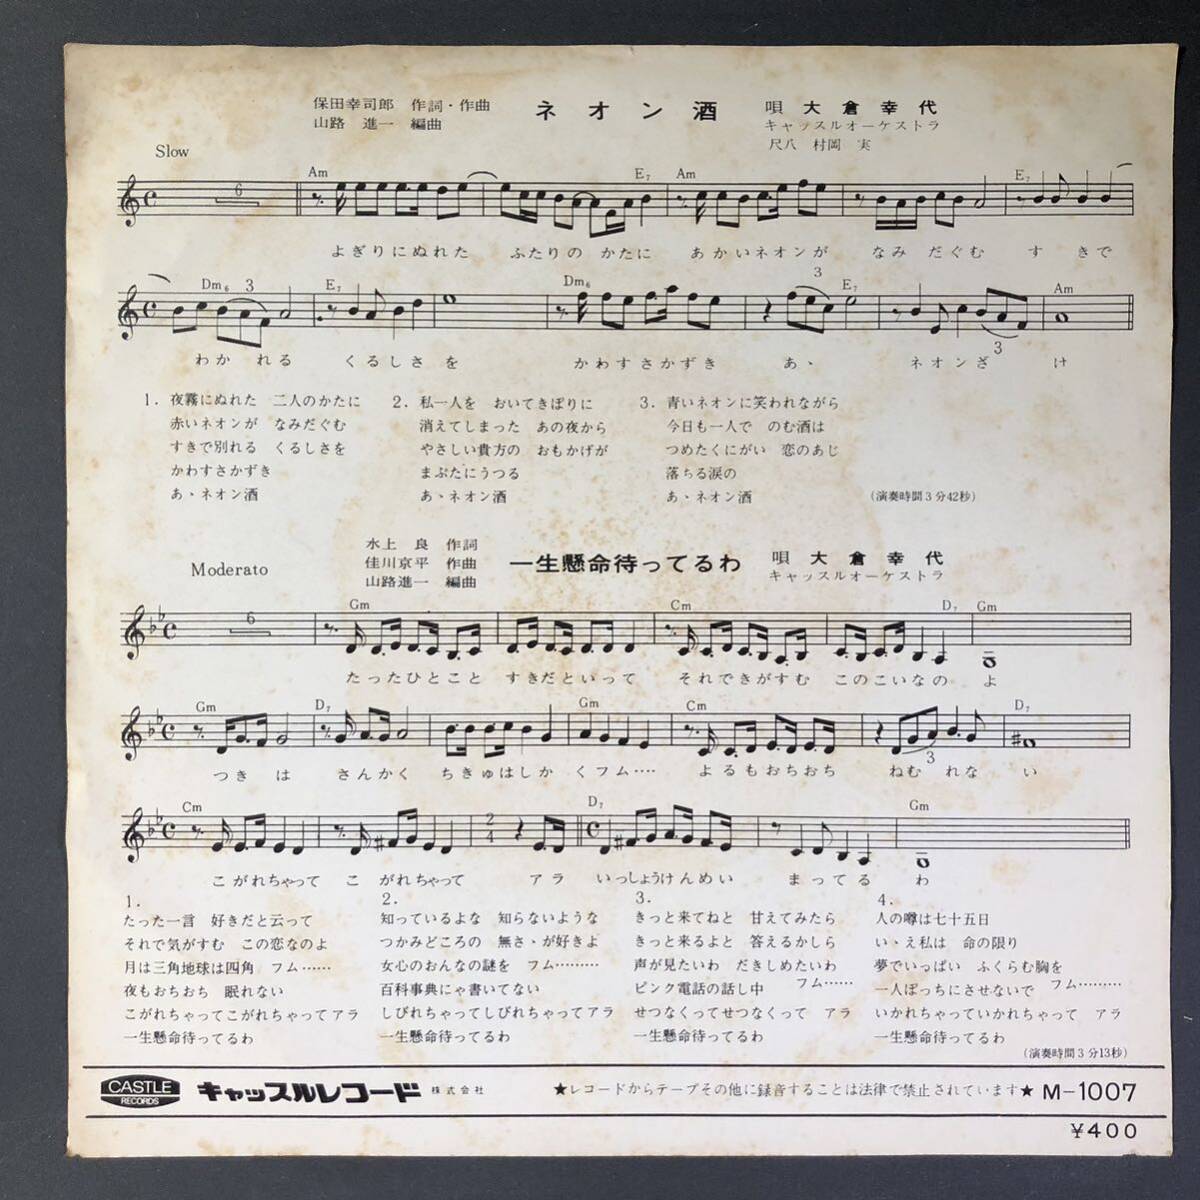 保田幸司郎 作詞・作曲
山路 進一 編曲
ネオン酒
唄 大倉幸代
キャッスルオーケストラ
尺八 村岡 実
Slow
6
Am E7 Am E7
よぎりにぬれた ふたりの かたに あかいネオンが なみ だぐむ す きで
3
Dm6 3 E7 Dm6 E7 Am
3
わか れる くるしさを かわすさかずき あ、 ネオンざ け
1. 夜霧にぬれた 二人のかたに
赤いネオンが なみだぐむ
すきで別れる くるしさを
かわすさかずき
あゝネオン酒
2. 私一人を おいてきぼりに
消えてしまった あの夜から
やさしい貴方の おもかげが
まぶたにうつる
あゝネオン酒
3. 青いネオンに笑われながら
今日も一人で のむ酒は
つめたくにがい 恋のあじ
落ちる涙の
あゝネオン酒
(演奏時間3分42秒)
水上 良 作詞
佳川京平 作曲
山路進一 編曲
一生懸命待ってるわ
唄 大倉幸代
キャッスルオーケストラ
Moderato
6
Gm Cm D7 Gm
たったひとこと すきだといって それできがすむ このこいなの よ
Gm D7 Gm Cm D7
3
つき は さんかく ちきゅはしか くフム‥‥ よるもおちおち ねむ れな い
Cm 2/4 D7 Gm
こがれちゃって こ がれちゃって アラ いっしょうけんめい まってる わ
1.
たった一言 好きだと云って
それで気がすむ この恋なのよ
月は三角地球は四角 フム‥‥‥
夜もおちおち 眠れない
こがれちゃってこがれちゃって アラ
一生懸命待ってるわ
2.
知っているよな 知らないような
つかみどころの 無さゝが好きよ
女心のおんなの謎を フム‥‥‥
百科事典にゃ書いてない
しびれちゃってしびれちゃって アラ
一生懸命待ってるわ
3.
きっと来てねと 甘えてみたら
きっと来るよと 答えるかしら
声が見たいわ だきしめたいわ
フム‥‥‥
ピンク電話の話し中
せつなくってせつなくって アラ
一生懸命待ってるわ
4.
人の噂は七十五日
いゝえ私は 命の限り
夢でいっぱい ふくらむ胸を
フム‥‥‥‥
一人ぼっちにさせないで
いかれちゃっていかれちゃって アラ
一生懸命待ってるわ
(演奏時間3分13秒)
CASTLE
RECORDS
キャッスルレコード 株式会社
★レコードからテープその他に録音することは法律で禁止されています★ M-1007
¥400